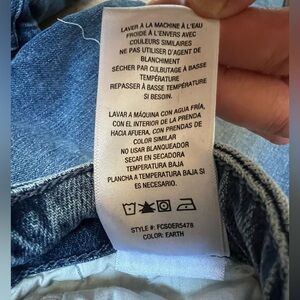 LAVER À LA MACHINE À L'EAU
FROIDE À L'ENVERS AVEC
COULEURS SIMILAIRES
NE PAS UTILISER D'AGENT DE
BLANCHIMENT
SÉCHER PAR CULBUTAGE À BASSE
TEMPÉRATURE
REPASSER À BASSE TEMPÉRATURE
SI BESOIN.
LAVAR A MÁQUINA CON AGUA FRÍA,
CON EL INTERIOR DE LA PRENDA
HACIA AFUERA, CON PRENDAS DE
COLOR SIMILAR
NO USAR BLANQUEADOR
SECAR EN SECADORA
TEMPERATURA BAJA
PLANCHA A TEMPERATURA BAJA SI
ES NECESARIO.
STYLE #: FCSDER5478
COLOR: EARTH